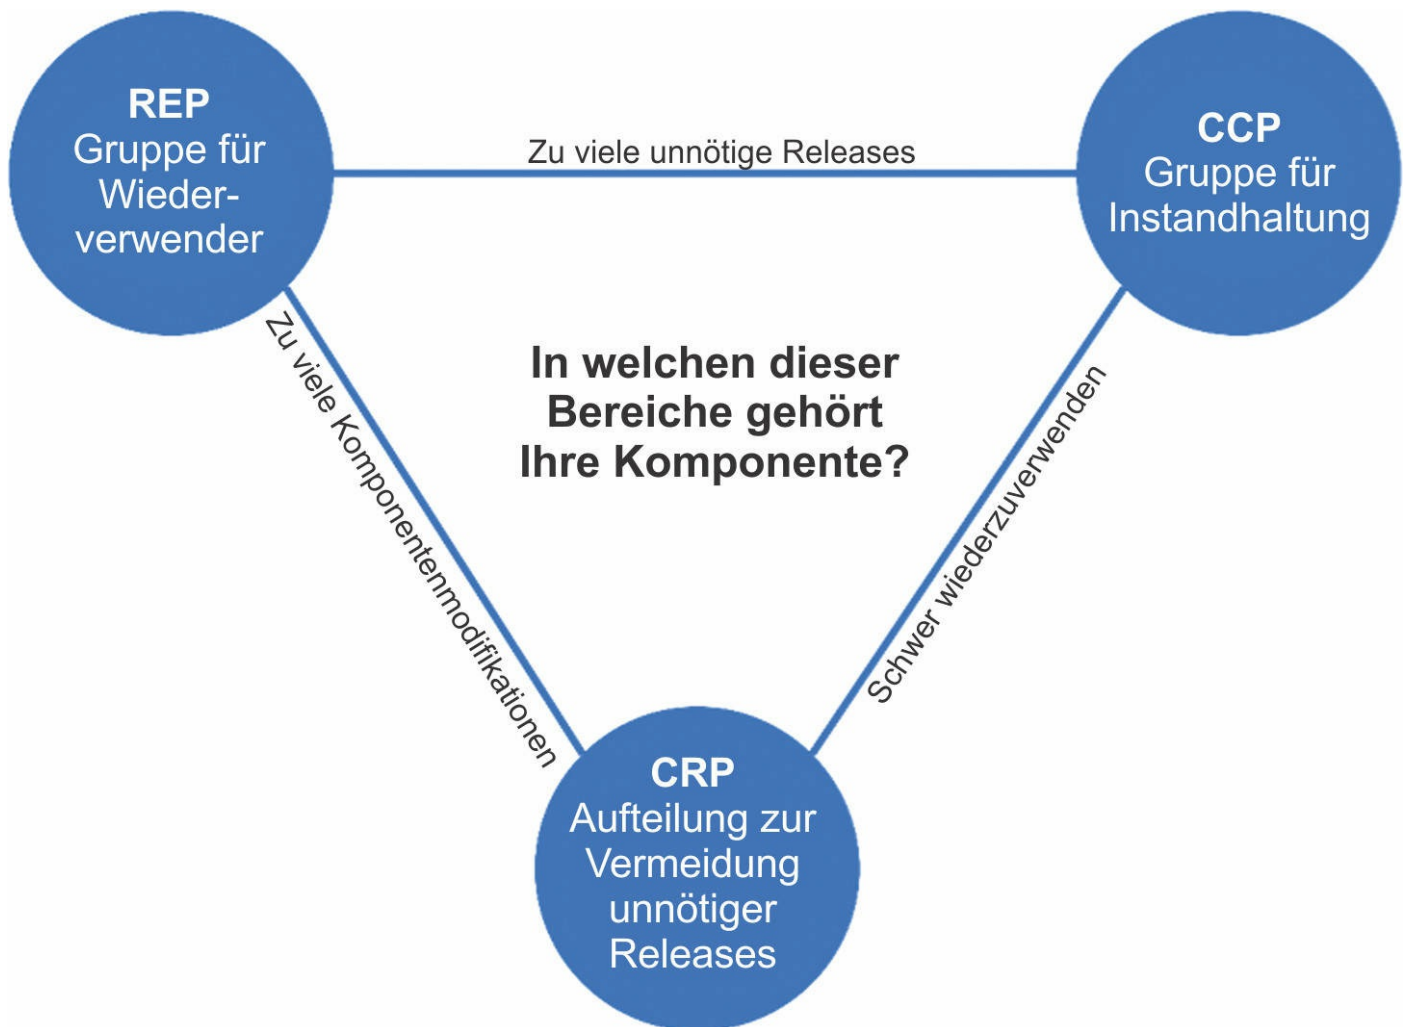 REP
Gruppe für
Wieder-
verwender
Zu viele unnötige Releases
CCP
Gruppe für
Instandhaltung
In welchen dieser
Bereiche gehört
Ihre Komponente?
Zu viele Komponentenmodifikationen
Schwer wiederzuverwenden
CRP
Aufteilung zur
Vermeidung
unnötiger
Releases